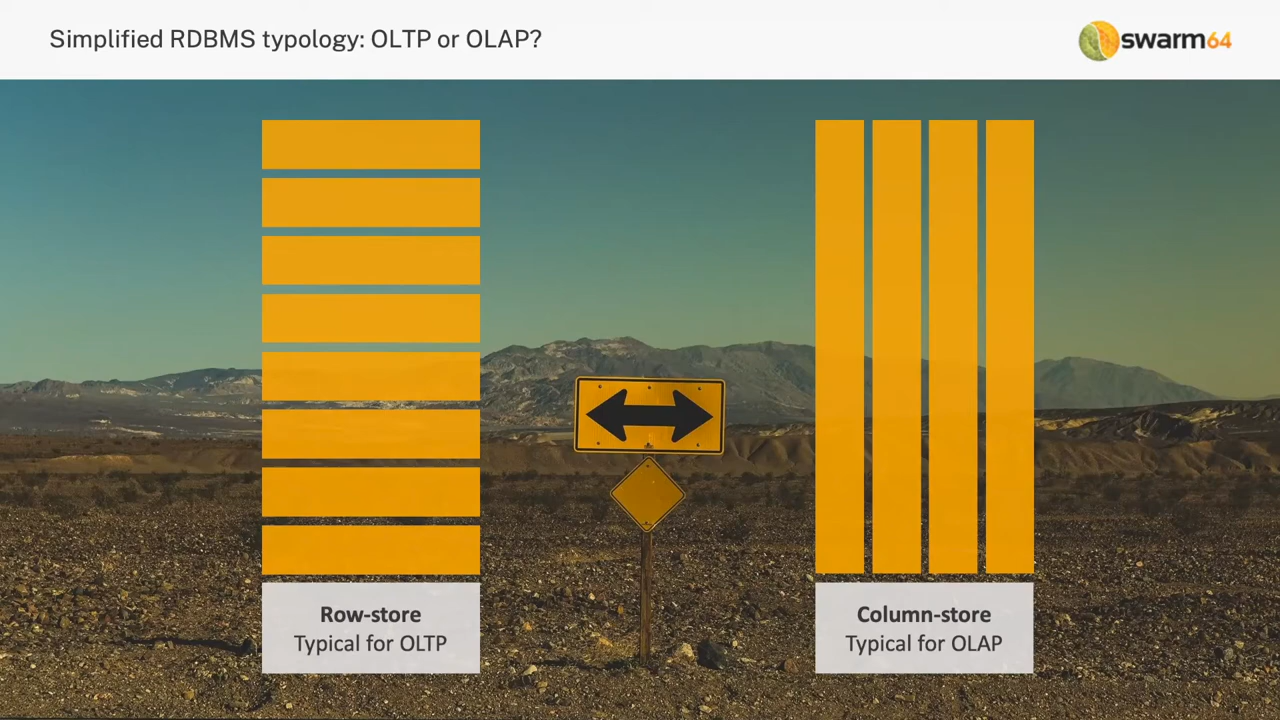 Simplified RDBMS typology: OLTP or OLAP?
swarm64
Row-store
Typical for OLTP
Column-store
Typical for OLAP